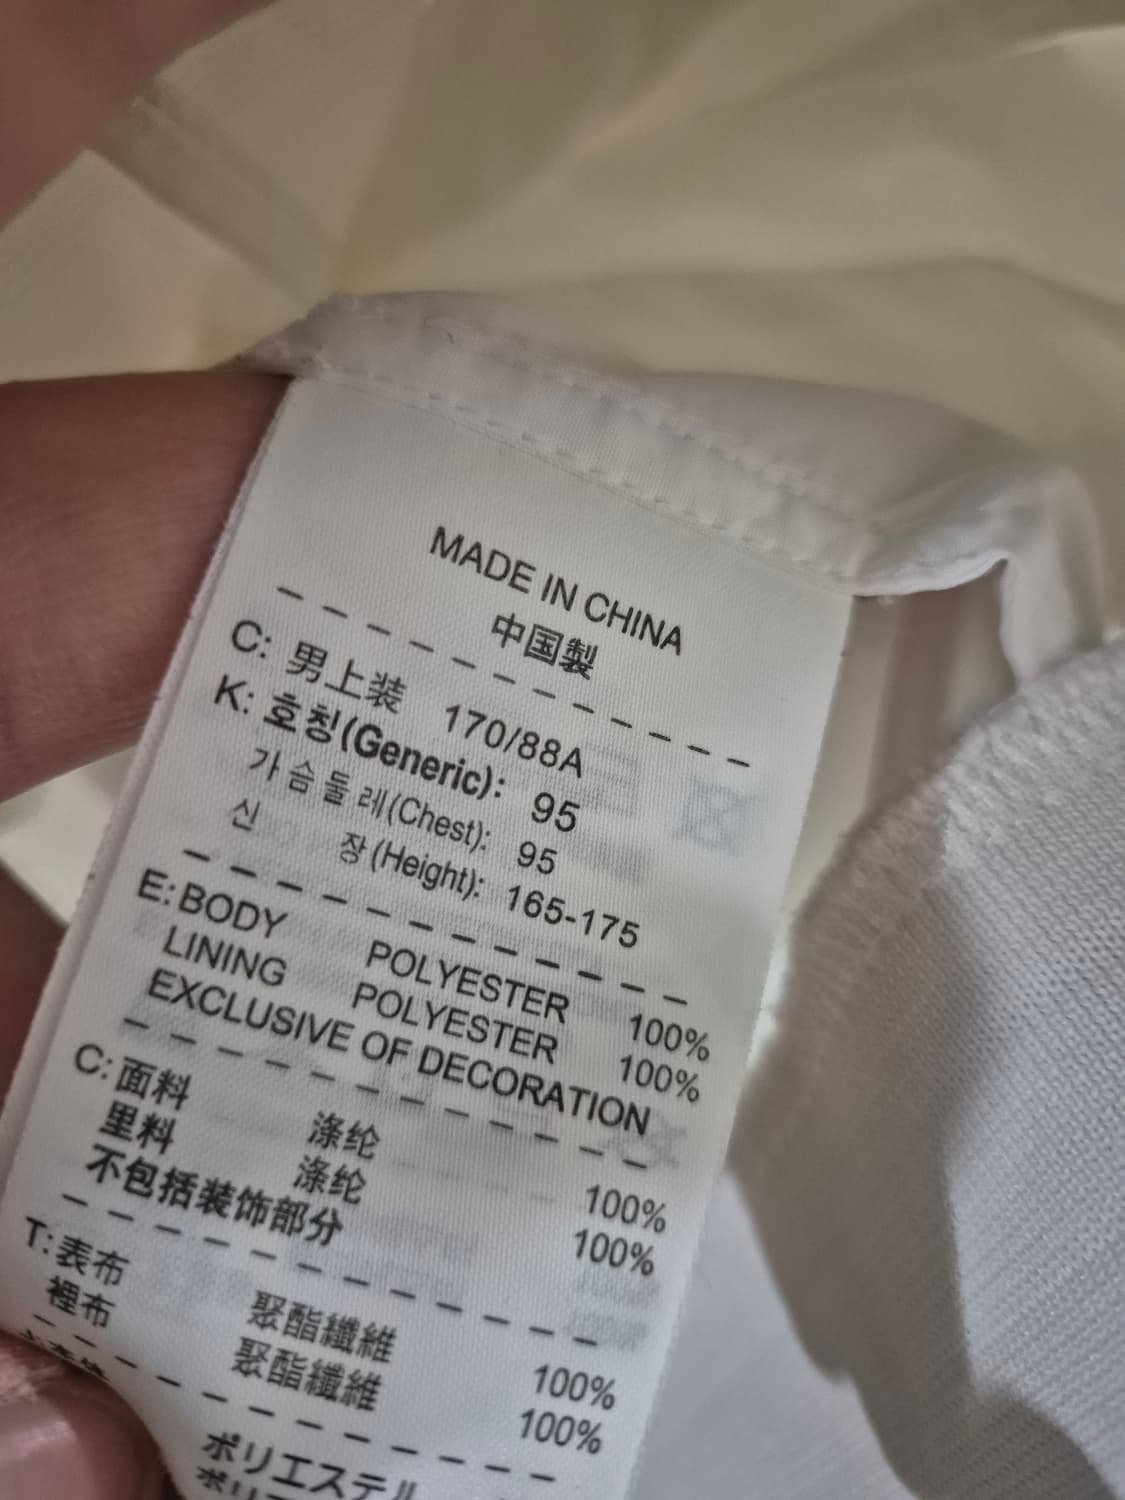 MADE IN CHINA
中国製
C: 男上装 170/88A
K: 호칭(Generic): 95
가슴둘레(Chest): 95
신 장(Height): 165-175
E: BODY POLYESTER 100%
LINING POLYESTER 100%
EXCLUSIVE OF DECORATION
C: 面料 涤纶 100%
里料 涤纶 100%
不包括装饰部分
T: 表布 聚酯纖維 100%
裡布 聚酯纖維 100%
ポリエステル